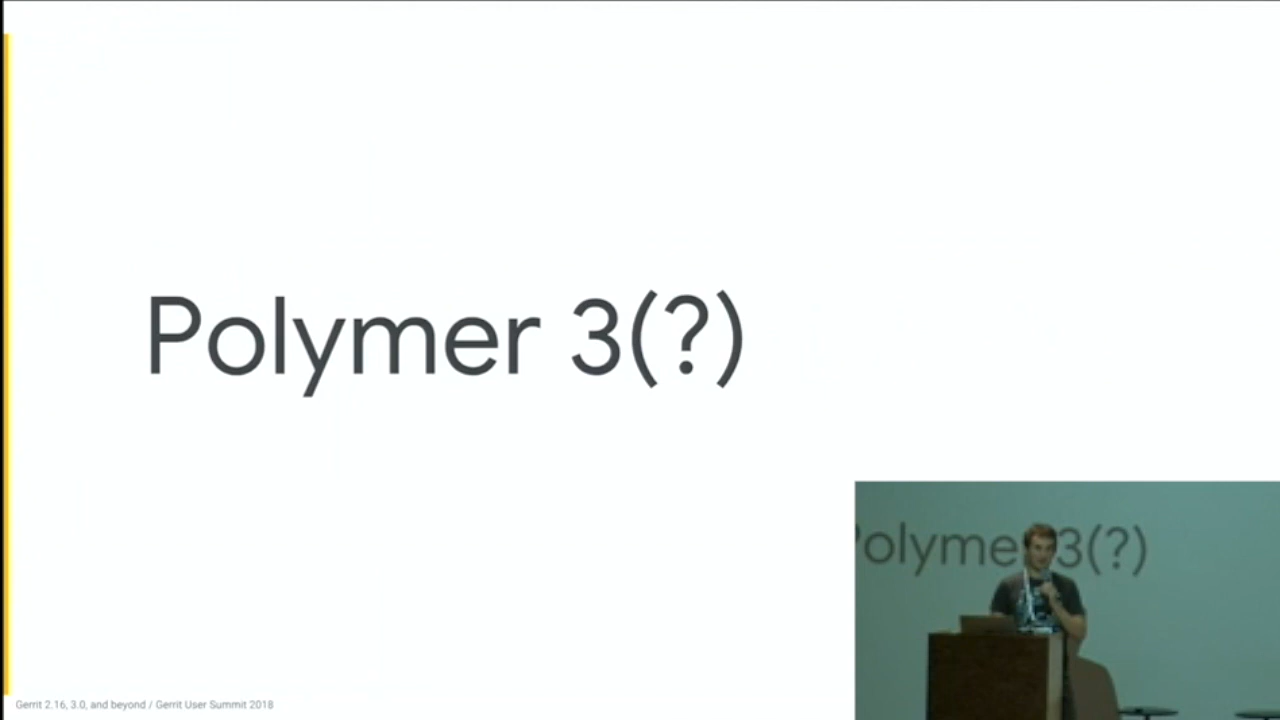 Polymer 3(?)
Polymer 3(?)
Gerrit 2.16, 3.0, and beyond / Gerrit User Summit 2018